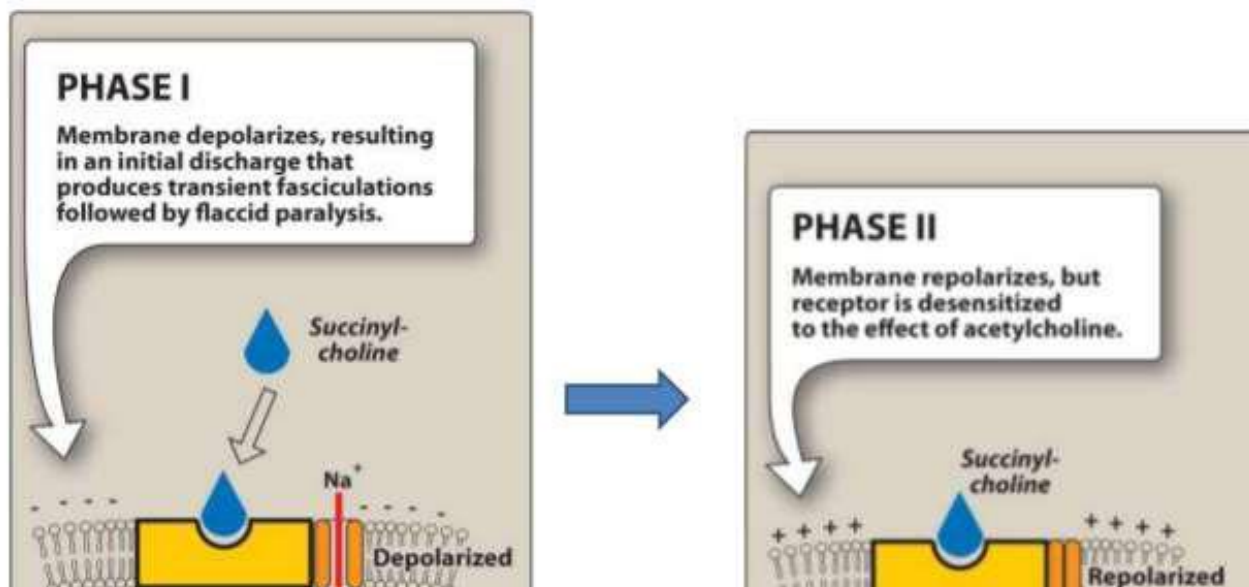 PHASE I
Membrane depolarizes, resulting
in an initial discharge that
produces transient fasciculations
followed by flaccid paralysis.
Succinyl-
choline
Na+
Depolarized
PHASE II
Membrane repolarizes, but
receptor is desensitized
to the effect of acetylcholine.
Succinyl-
choline
Repolarized